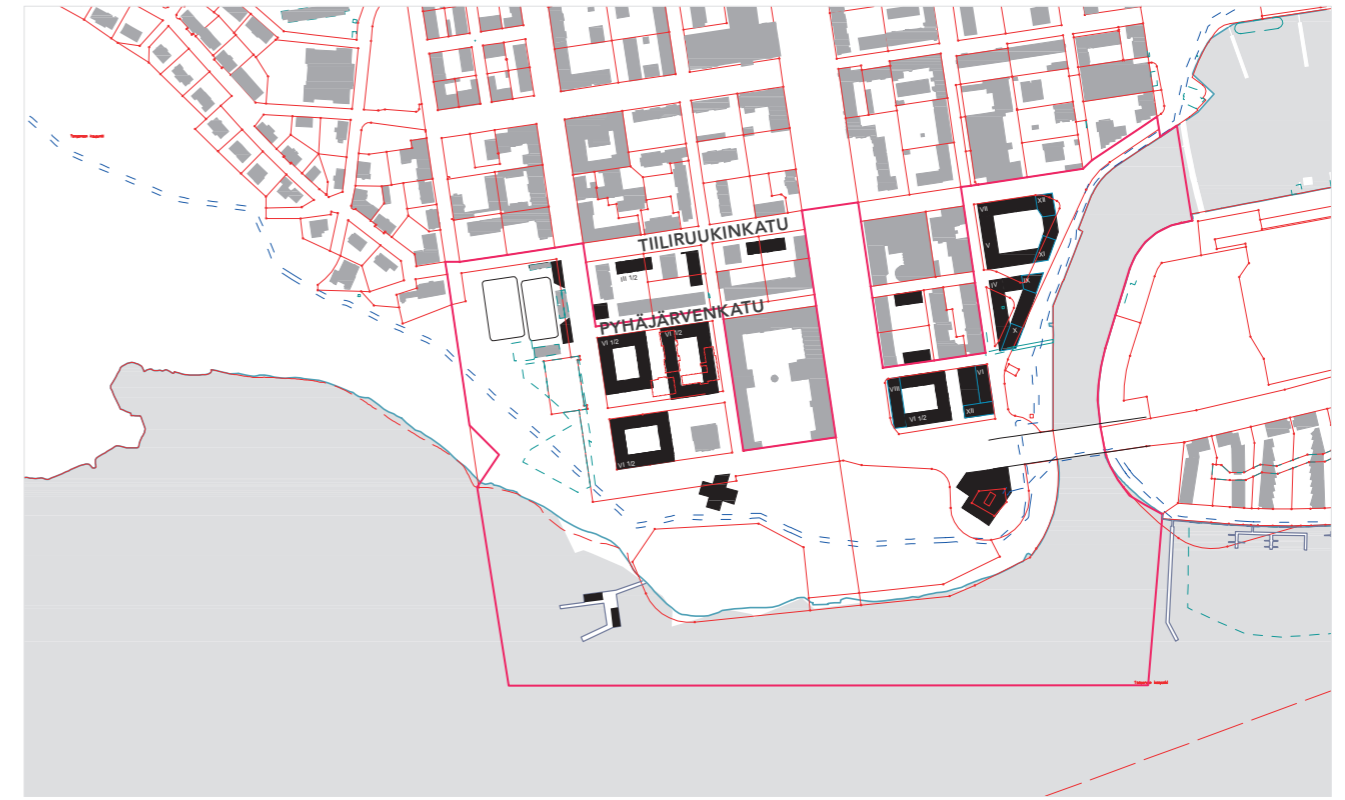 TIILIRUUKINKATU
PYHÄJÄRVENKATU
VII
XII
V
XI
IV
IX
X
III 1/2
VI 1/2
VI 1/2
VI 1/2
VIII
VI 1/2
VI
XII